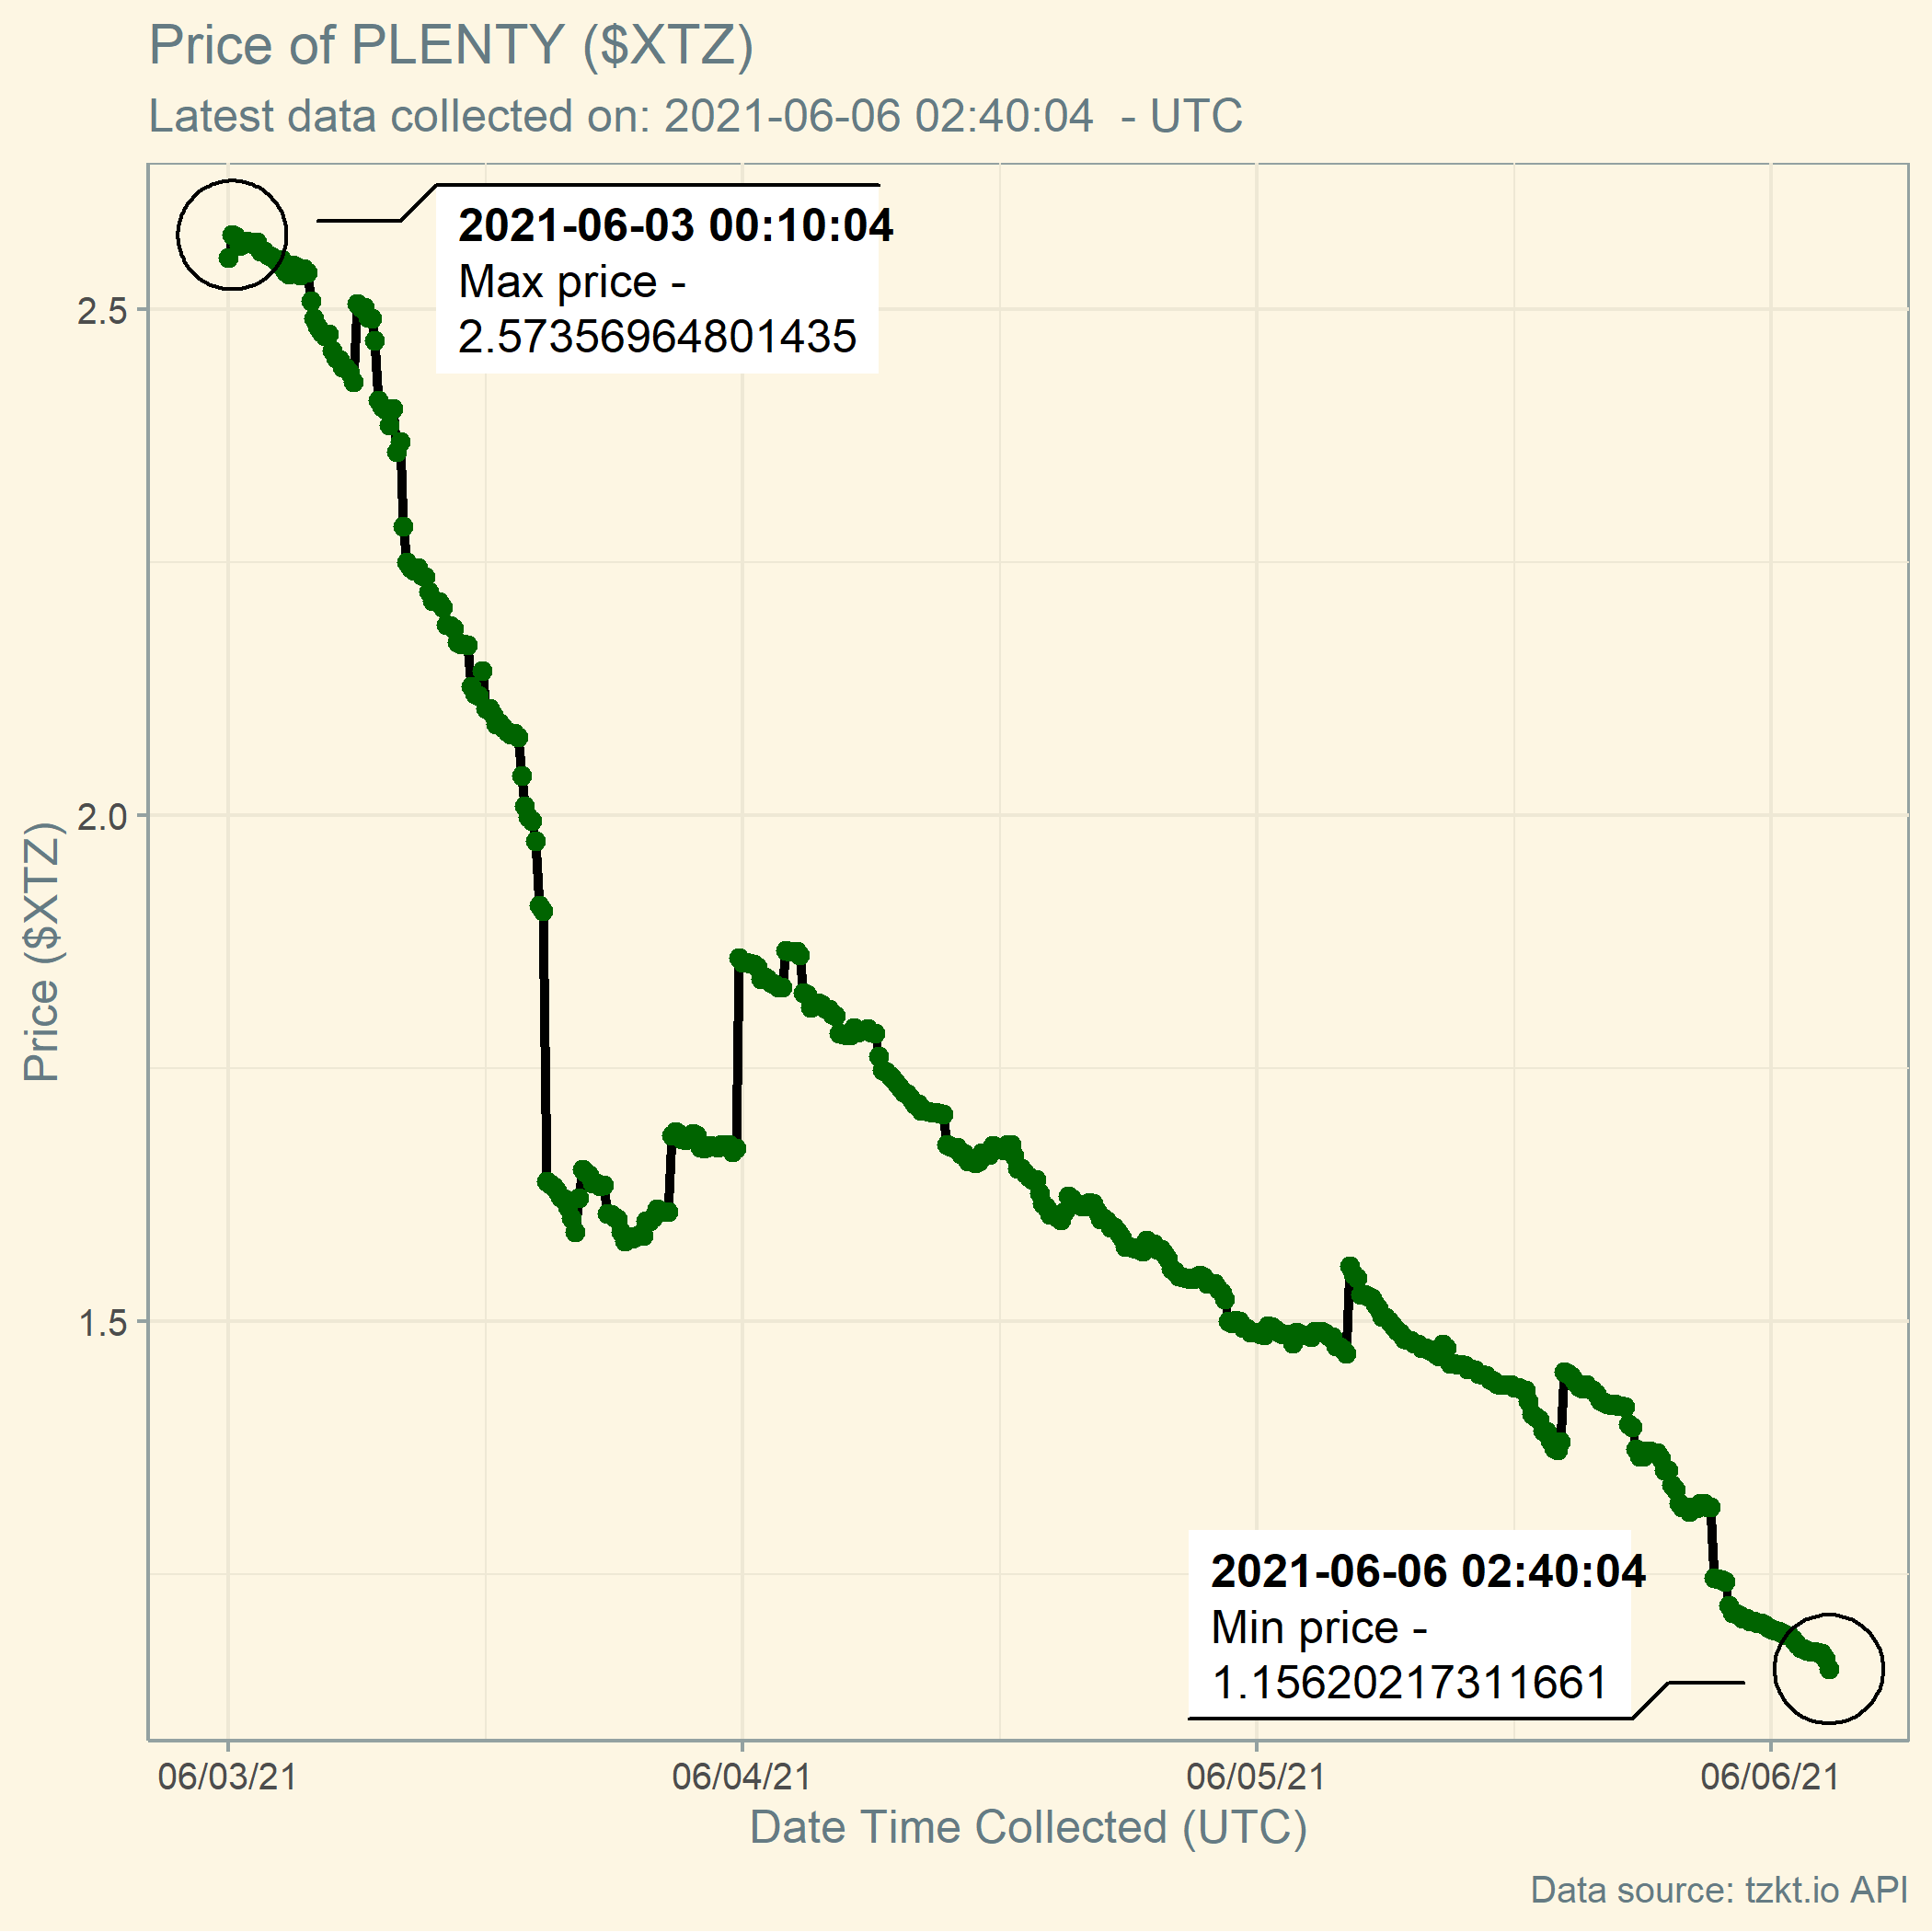 Price of PLENTY ($XTZ)
Latest data collected on: 2021-06-06 02:40:04  - UTC
2021-06-03 00:10:04
Max price -
2.57356964801435
2.5
2.0
1.5
Price ($XTZ)
2021-06-06 02:40:04
Min price -
1.15620217311661
06/03/21
06/04/21
06/05/21
06/06/21
Date Time Collected (UTC)
Data source: tzkt.io API